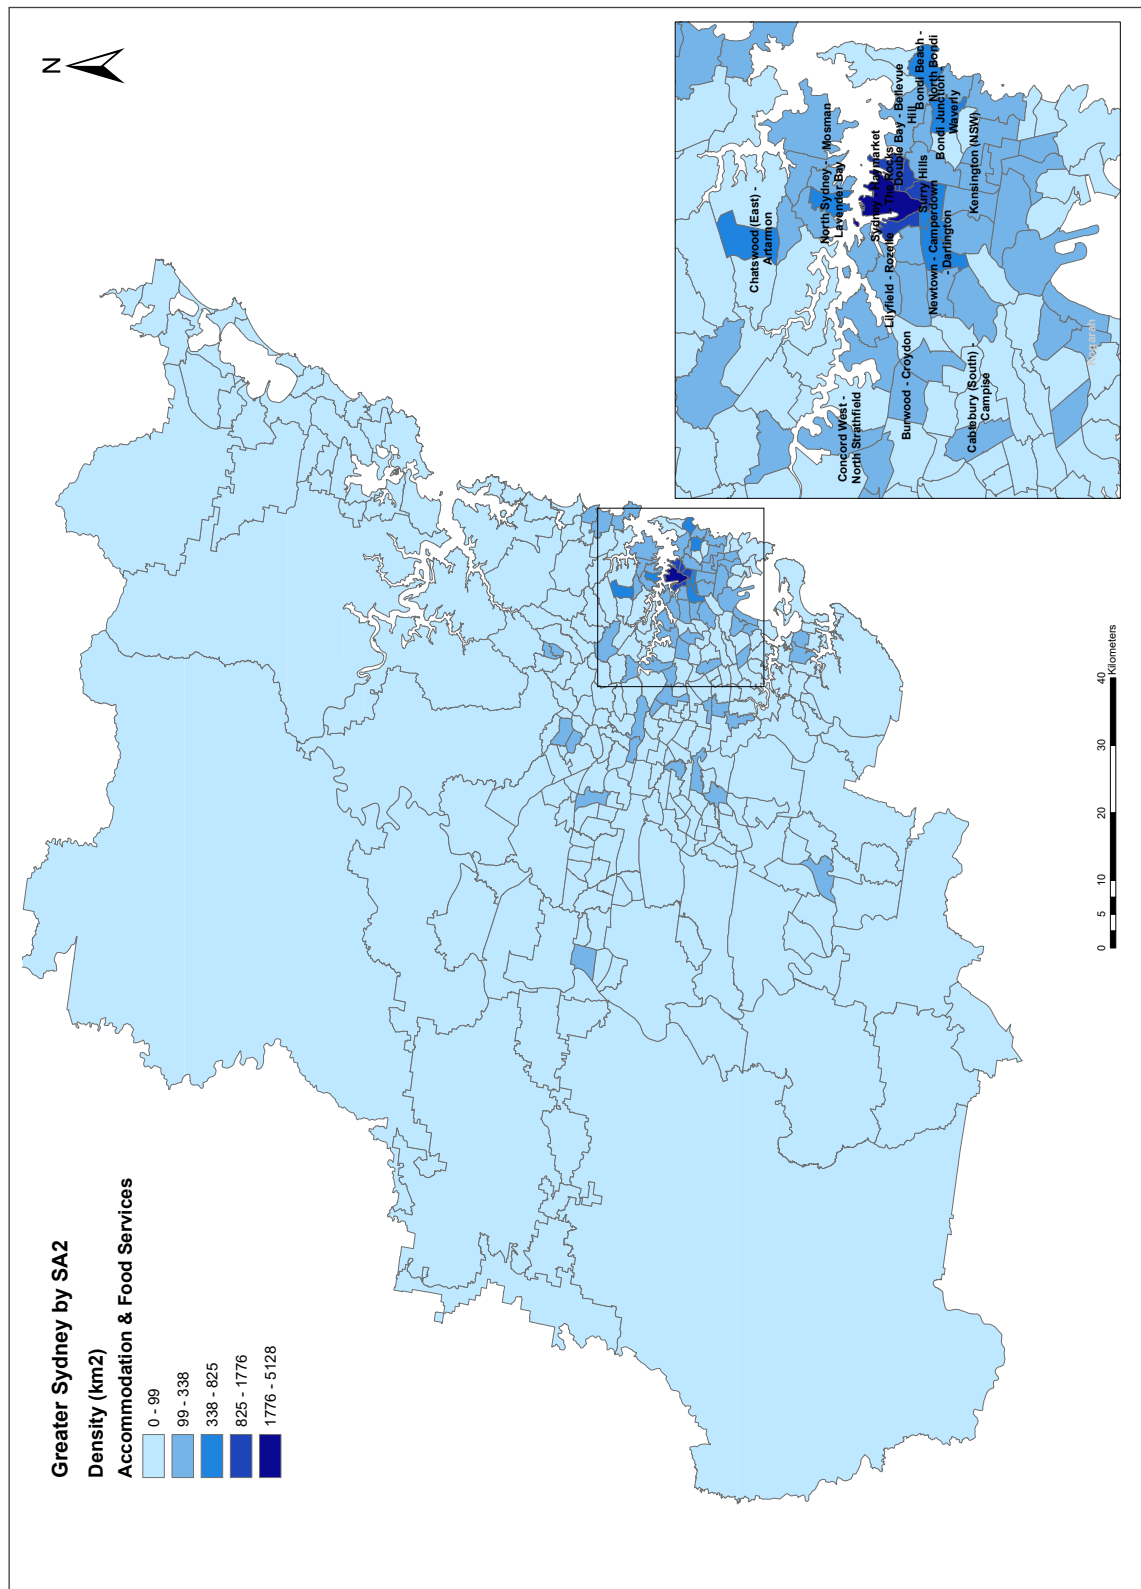 Greater Sydney by SA2
Density (km2)
Accommodation & Food Services
0 - 99
99 - 338
338 - 825
825 - 1776
1776 - 5128
N
Chatswood (East) -
Artarmon
North Sydney -
Lavender Bay
Mosman
Sydney - Haymarket
- The Rocks
Double Bay - Bellevue
Hill
Bondi Beach -
North Bondi
Bondi Junction -
Waverly
Kensington (NSW)
Surry Hills
Newtown - Camperdown
- Darlington
Lilyfield - Rozelle
Burwood - Croydon
Concord West -
North Strathfield
Cabtebury (South) -
Campise
Kogarah
0
5
10
20
30
40
Kilometers